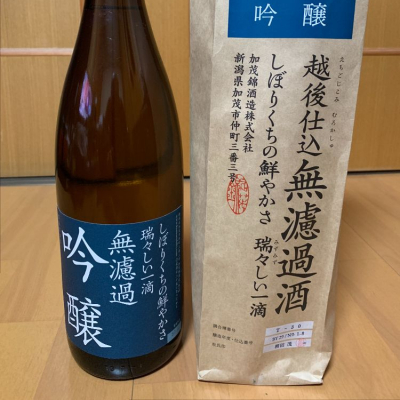 しぼりくちの鮮やかさ
瑞々しい一滴
無濾過
吟醸
吟醸
えちごじこみ むろかしゅ
越後仕込無濾過酒
しぼりくちの鮮やかさ 瑞々しい一滴
みずみず
加茂錦酒造株式会社
新潟県加茂市仲町三番三号